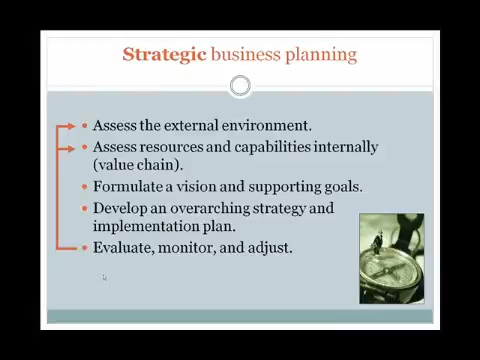 Strategic business planning
• Assess the external environment.
• Assess resources and capabilities internally
(value chain).
• Formulate a vision and supporting goals.
• Develop an overarching strategy and
implementation plan.
• Evaluate, monitor, and adjust.